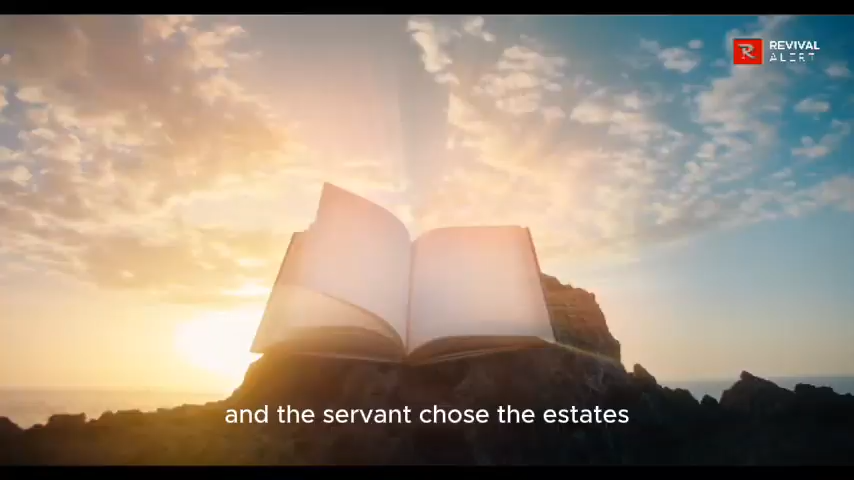 REVIVAL
ALERT
and the servant chose the estates